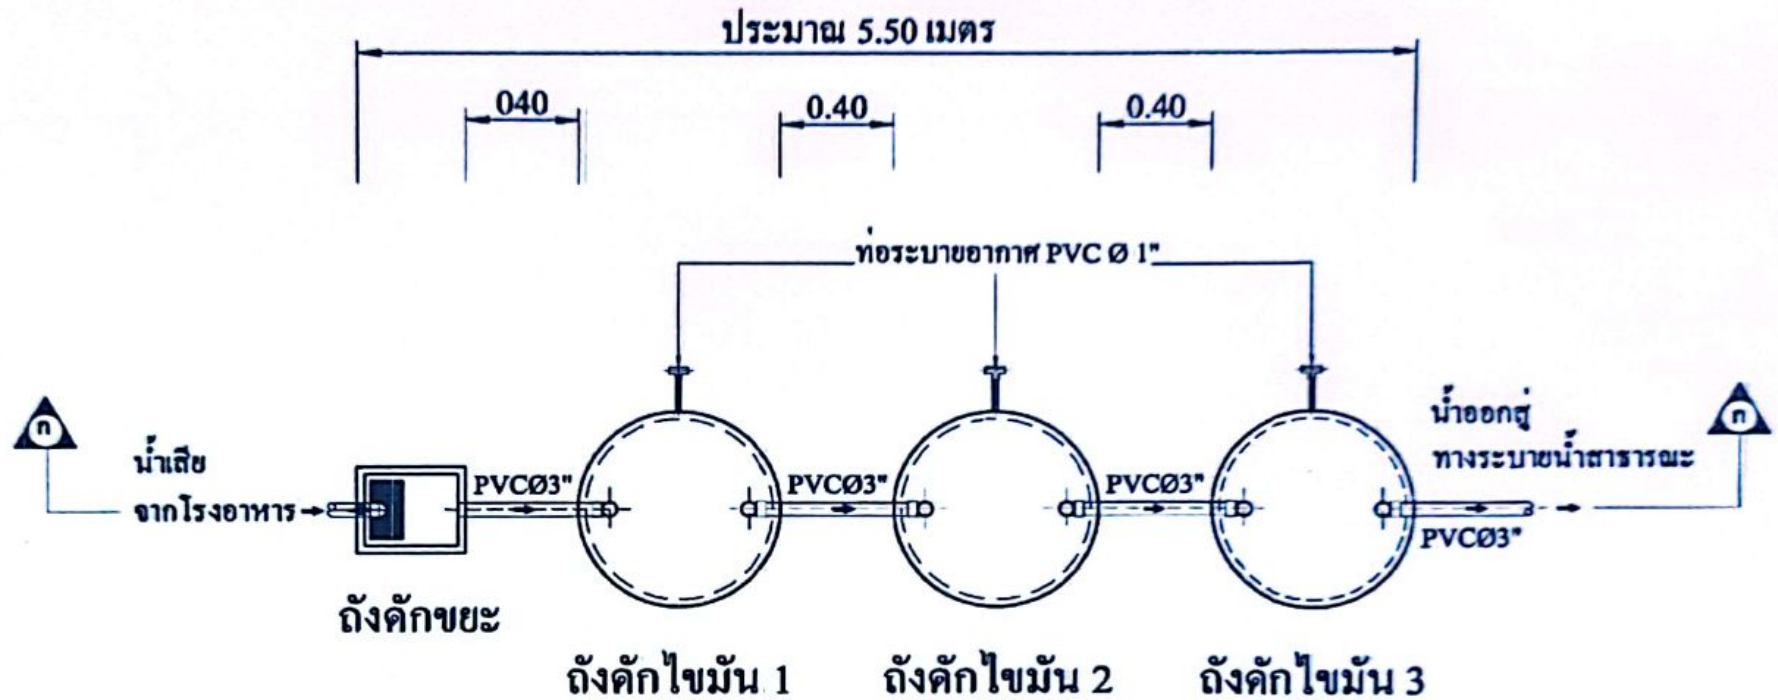 ประมาณ 5.50 เมตร
040
0.40
0.40
ท่อระบายอากาศ PVC Ø 1"
ก
น้ำเสีย
จากโรงอาหาร
PVCØ3"
PVCØ3"
PVCØ3"
น้ำออกสู่
ทางระบายน้ำสาธารณะ
ก
PVCØ3"
ถังดักขยะ
ถังดักไขมัน 1
ถังดักไขมัน 2
ถังดักไขมัน 3